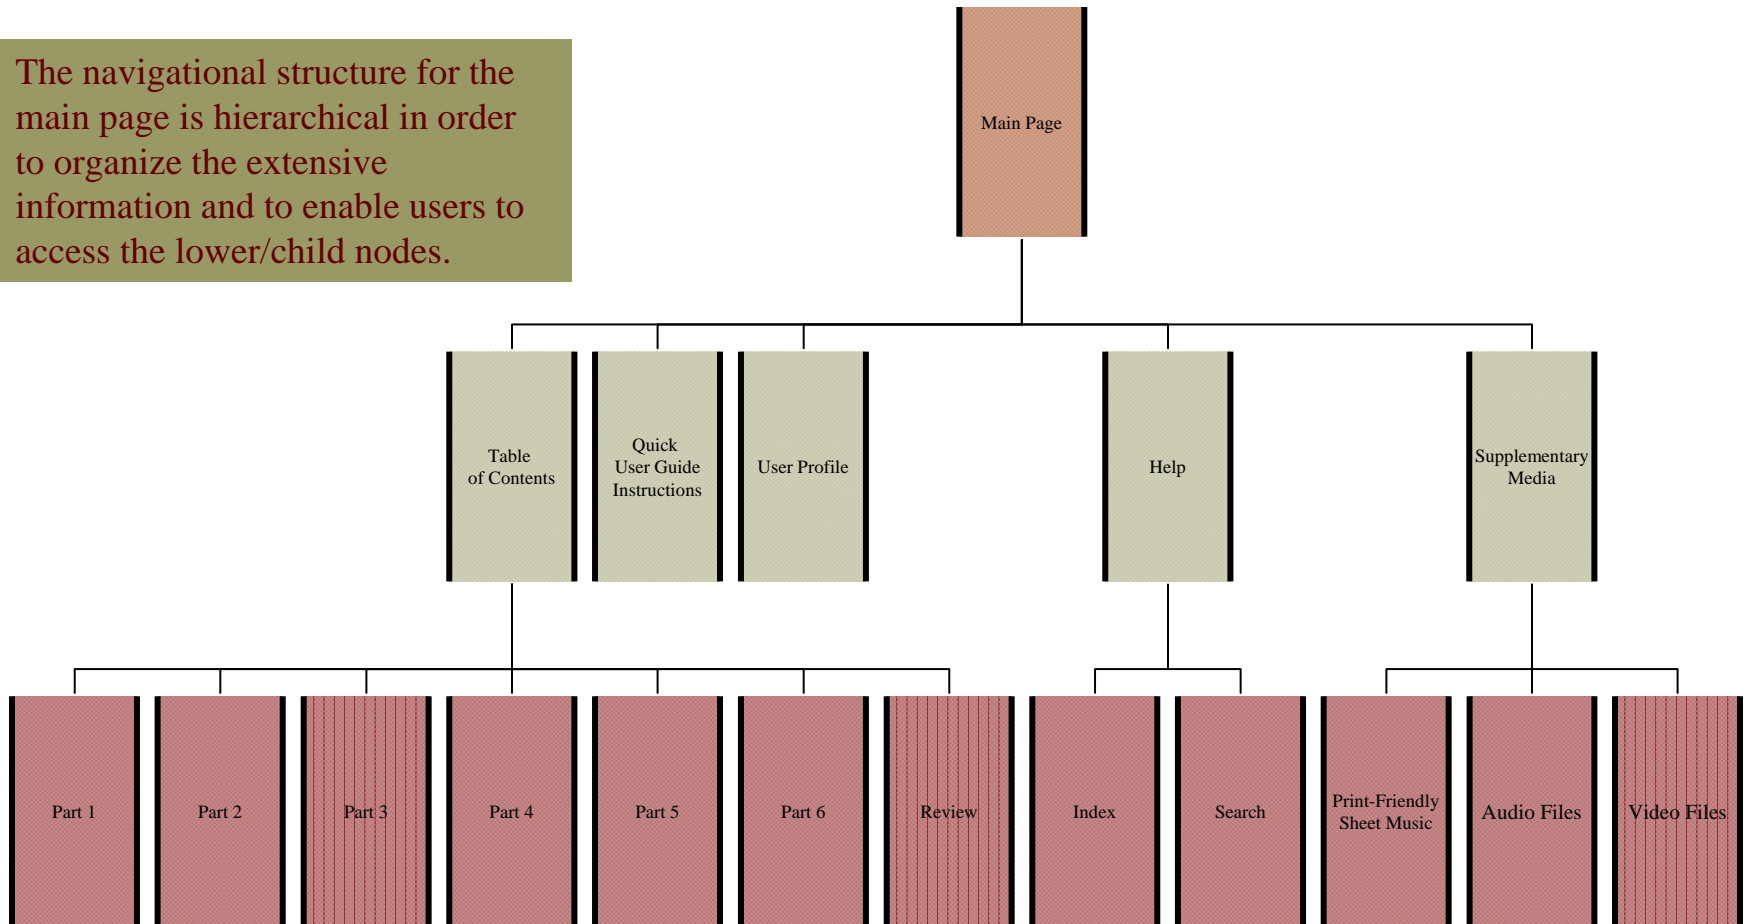 The navigational structure for the
main page is hierarchical in order
to organize the extensive
information and to enable users to
access the lower/child nodes.
Main Page
Table
of Contents
Quick
User Guide
Instructions
User Profile
Help
Supplementary
Media
Part 1
Part 2
Part 3
Part 4
Part 5
Part 6
Review
Index
Search
Print-Friendly
Sheet Music
Audio Files
Video Files